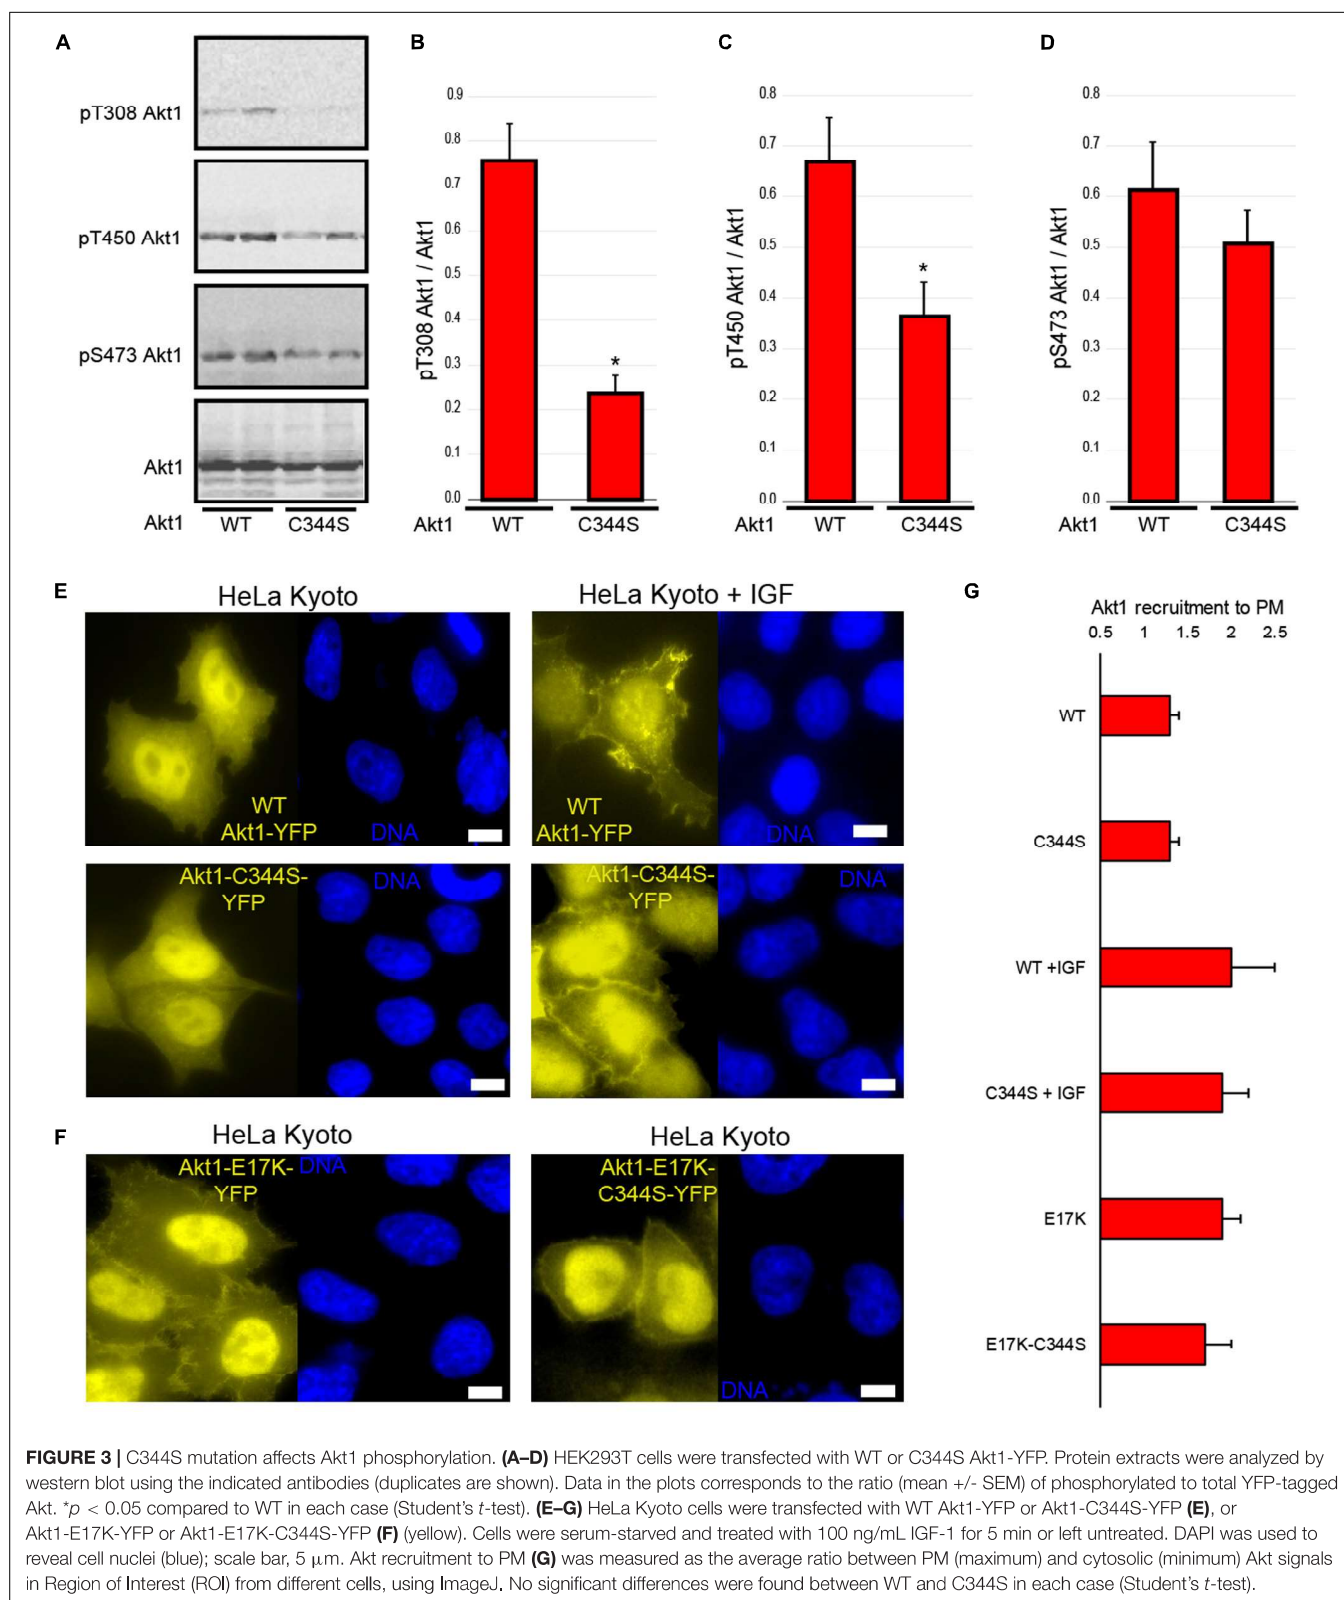 A
pT308 Akt1
pT450 Akt1
pS473 Akt1
Akt1
Akt1 WT C344S
B
pT308 Akt1 / Akt1
0.9
0.8
0.7
0.6
0.5
0.4
0.3
0.2
0.1
0.0
*
Akt1 WT C344S
C
pT450 Akt1 / Akt1
0.8
0.7
0.6
0.5
0.4
0.3
0.2
0.1
0.0
*
Akt1 WT C344S
D
pS473 Akt1 / Akt1
0.8
0.7
0.6
0.5
0.4
0.3
0.2
0.1
0.0
Akt1 WT C344S
E
HeLa Kyoto
WT
Akt1-YFP
DNA
HeLa Kyoto + IGF
WT
Akt1-YFP
DNA
Akt1-C344S-
YFP
DNA
Akt1-C344S-
YFP
DNA
F
HeLa Kyoto
Akt1-E17K-
YFP
DNA
HeLa Kyoto
Akt1-E17K-
C344S-YFP
DNA
G
Akt1 recruitment to PM
0.5 1 1.5 2 2.5
WT
C344S
WT +IGF
C344S + IGF
E17K
E17K-C344S
FIGURE 3 | C344S mutation affects Akt1 phosphorylation. (A–D) HEK293T cells were transfected with WT or C344S Akt1-YFP. Protein extracts were analyzed by
western blot using the indicated antibodies (duplicates are shown). Data in the plots corresponds to the ratio (mean +/- SEM) of phosphorylated to total YFP-tagged
Akt. *p < 0.05 compared to WT in each case (Student's t-test). (E–G) HeLa Kyoto cells were transfected with WT Akt1-YFP or Akt1-C344S-YFP (E), or
Akt1-E17K-YFP or Akt1-E17K-C344S-YFP (F) (yellow). Cells were serum-starved and treated with 100 ng/mL IGF-1 for 5 min or left untreated. DAPI was used to
reveal cell nuclei (blue); scale bar, 5 μm. Akt recruitment to PM (G) was measured as the average ratio between PM (maximum) and cytosolic (minimum) Akt signals
in Region of Interest (ROI) from different cells, using ImageJ. No significant differences were found between WT and C344S in each case (Student's t-test).